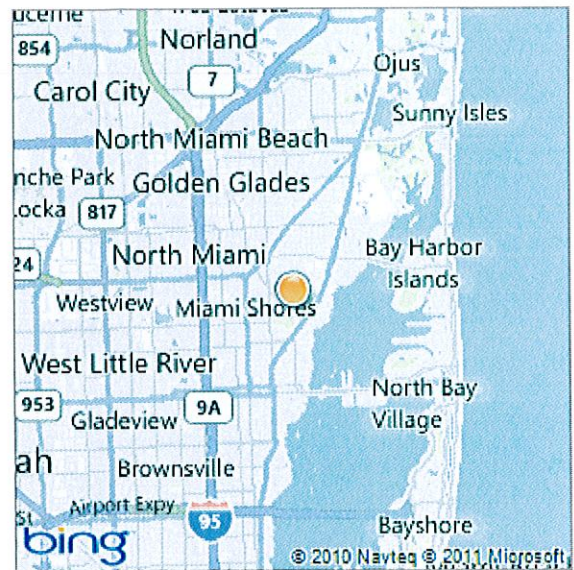 854
Norland
7
Ojus
Carol City
Sunny Isles
North Miami Beach
nche Park
Golden Glades
Locka
817
North Miami
Bay Harbor
Islands
24
Westview
Miami Shores
West Little River
953
9A
North Bay
Village
Gladeview
ah
Brownsville
Airport Expy
St
95
Bayshore
bing
© 2010 Navteq © 2011 Microsoft